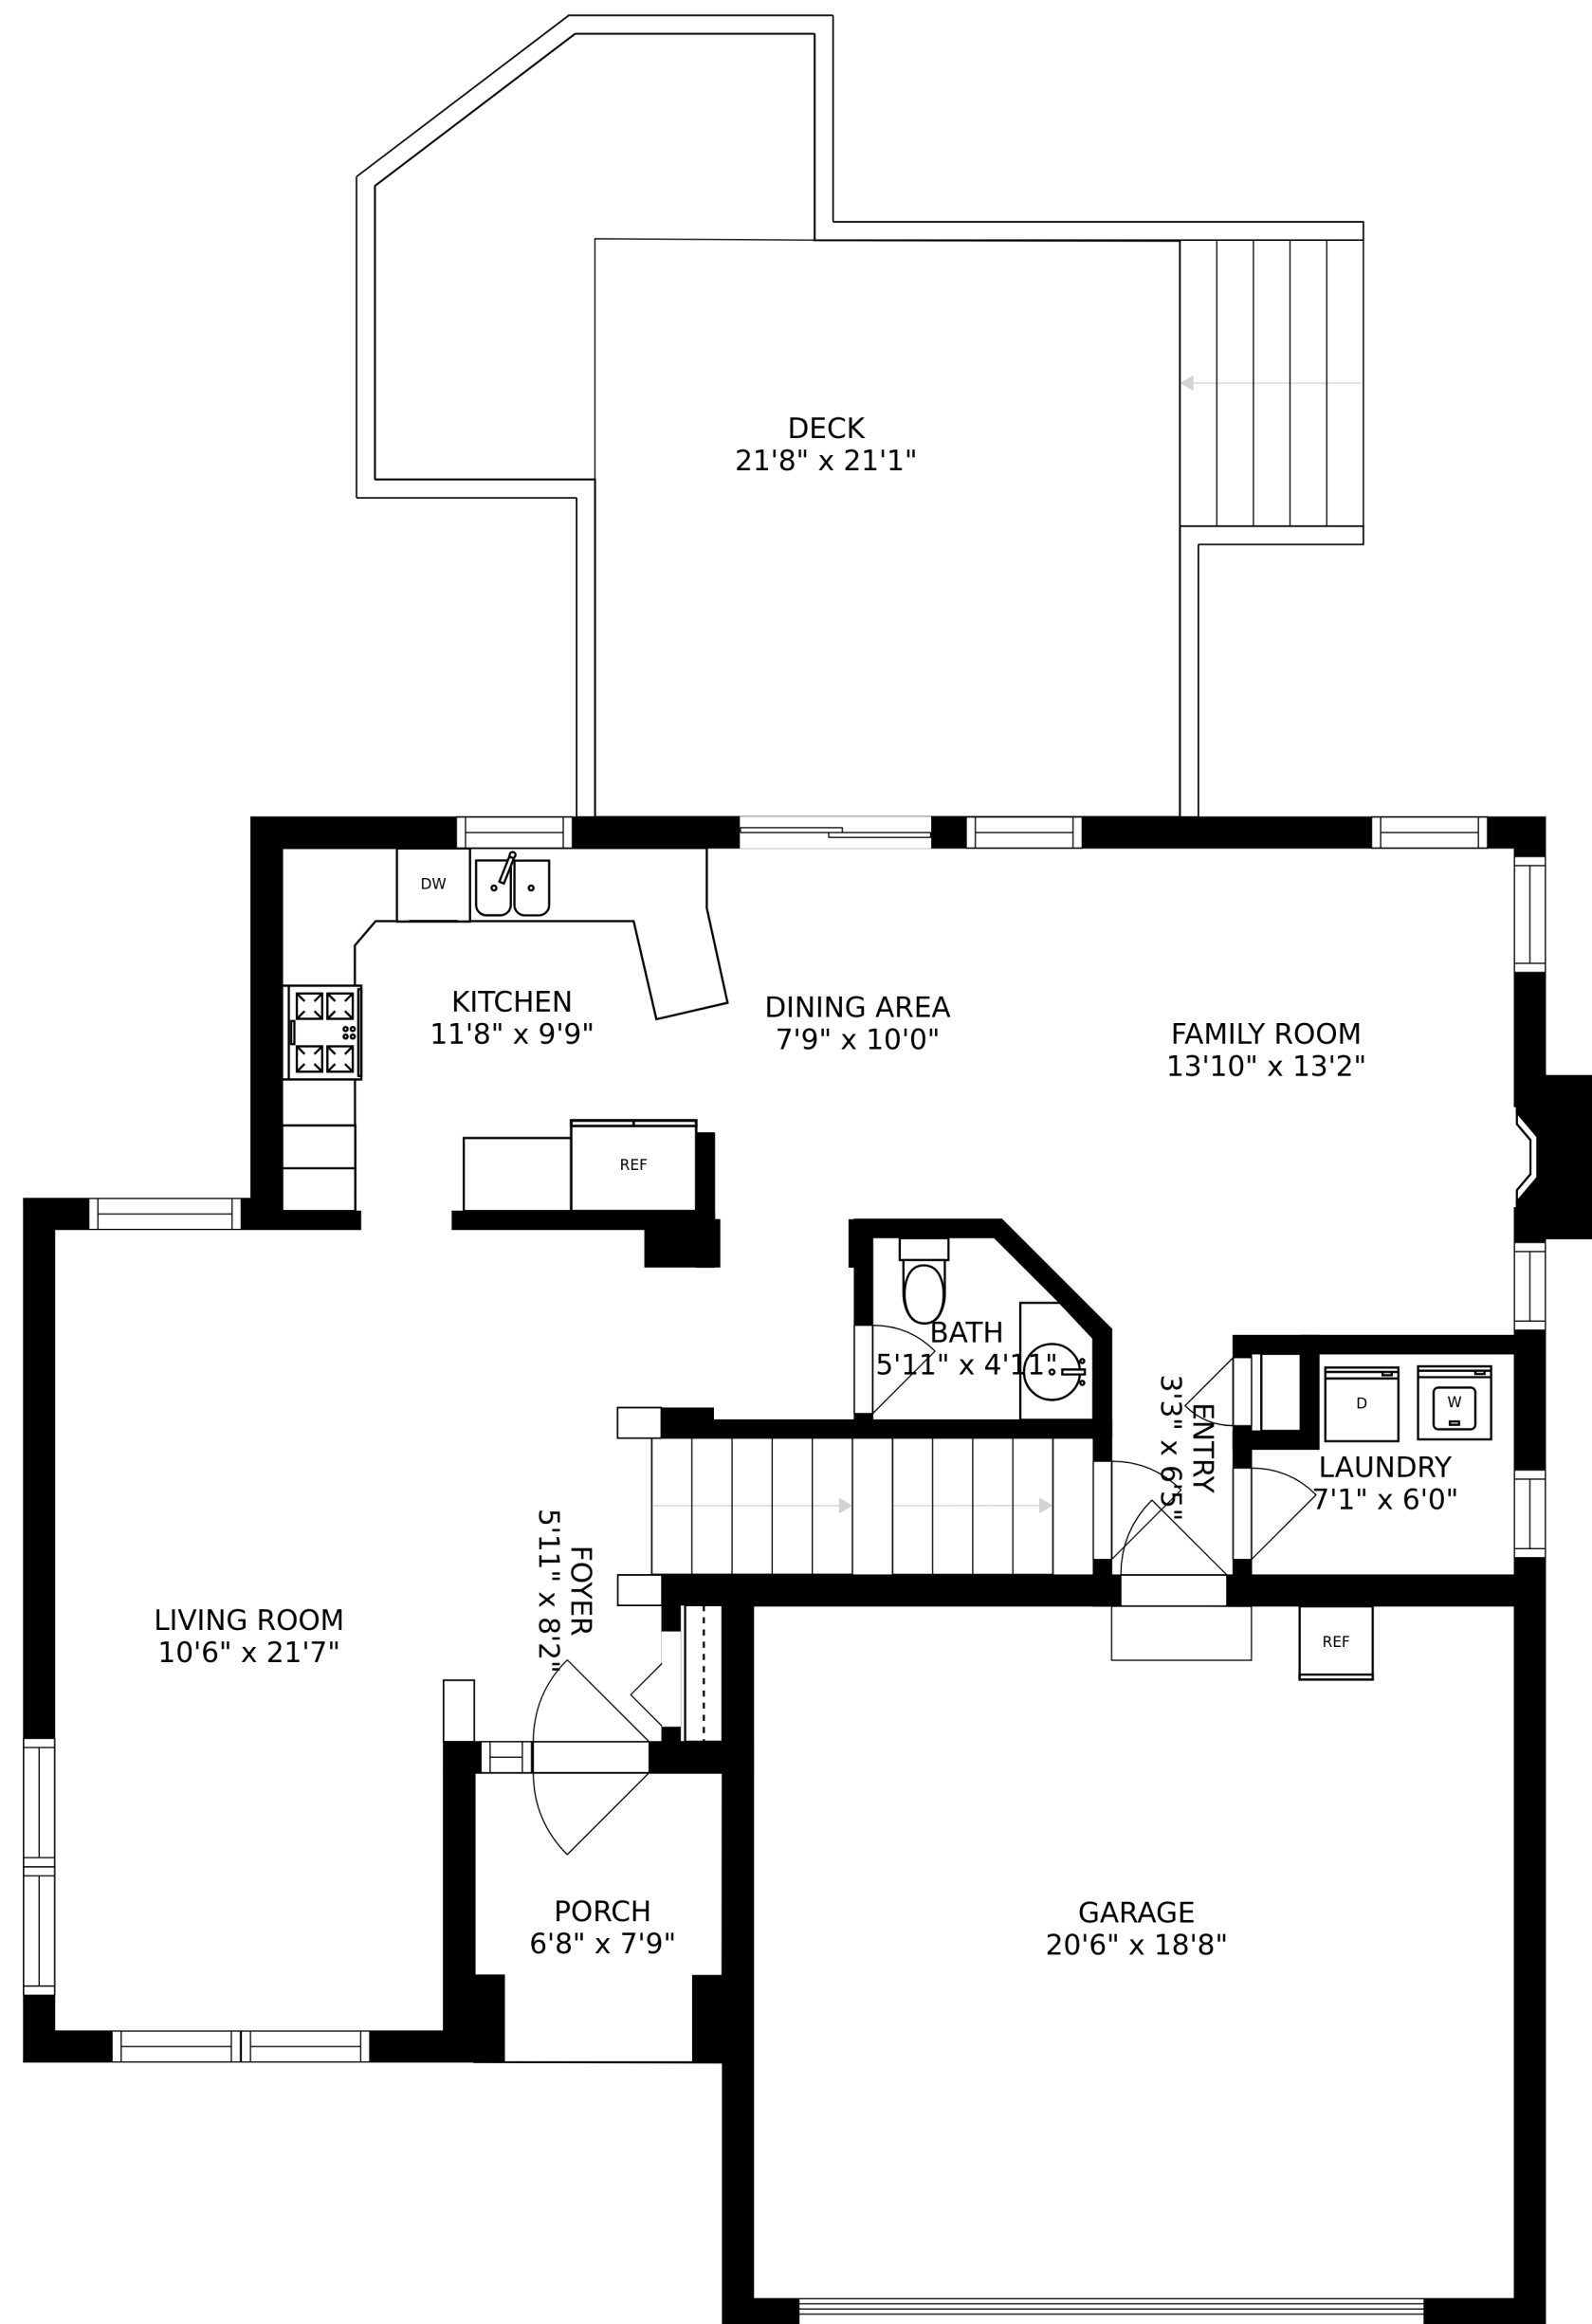 DECK
21'8" x 21'1"
DW
KITCHEN
11'8" x 9'9"
DINING AREA
7'9" x 10'0"
FAMILY ROOM
13'10" x 13'2"
REF
BATH
5'11" x 4'11"
ENTRY
3'3" x 6'5"
D
W
LAUNDRY
7'1" x 6'0"
FOYER
5'11" x 8'2"
LIVING ROOM
10'6" x 21'7"
REF
PORCH
6'8" x 7'9"
GARAGE
20'6" x 18'8"